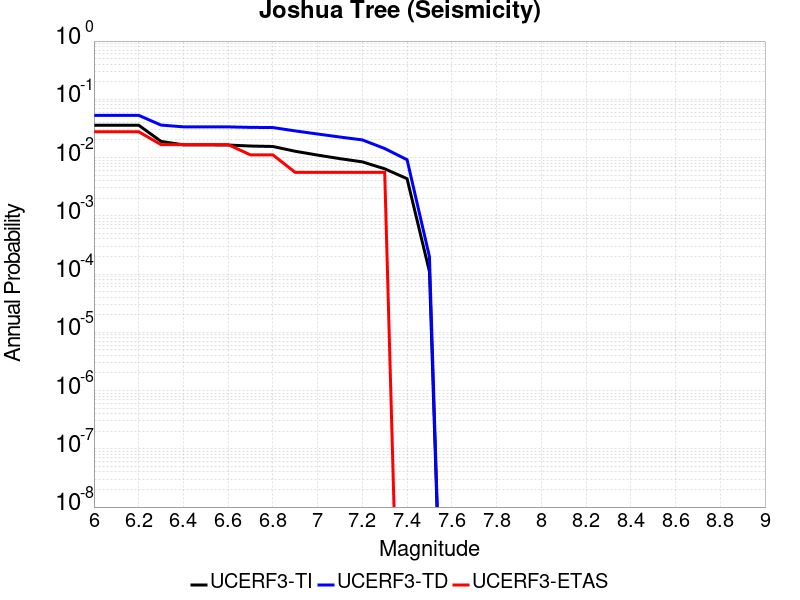 Joshua Tree (Seismicity)
10 0
10 -1
10 -2
10 -3
10 -4
10 -5
10 -6
10 -7
10 -8
Annual Probability
6 6.2 6.4 6.6 6.8 7 7.2 7.4 7.6 7.8 8 8.2 8.4 8.6 8.8 9
Magnitude
UCERF3-TI UCERF3-TD UCERF3-ETAS